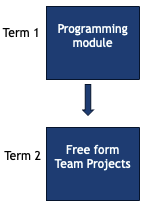 Term 1
Programming
module
Term 2
Free form
Team Projects